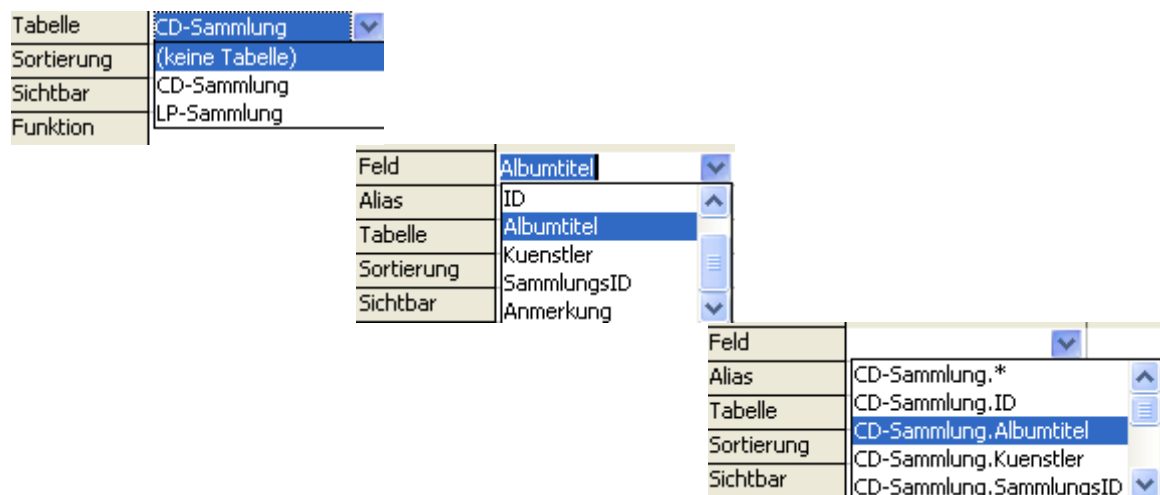 Tabelle CD-Sammlung
Sortierung (keine Tabelle)
Sichtbar CD-Sammlung
Funktion LP-Sammlung
Feld Albumtitel
Alias ID
Tabelle Albumtitel
Sortierung Kuenstler
SammlungsID
Sichtbar Anmerkung
Feld
Alias CD-Sammlung.*
Tabelle CD-Sammlung.ID
CD-Sammlung.Albumtitel
Sortierung CD-Sammlung.Kuenstler
Sichtbar CD-Sammlung.SammlungsID